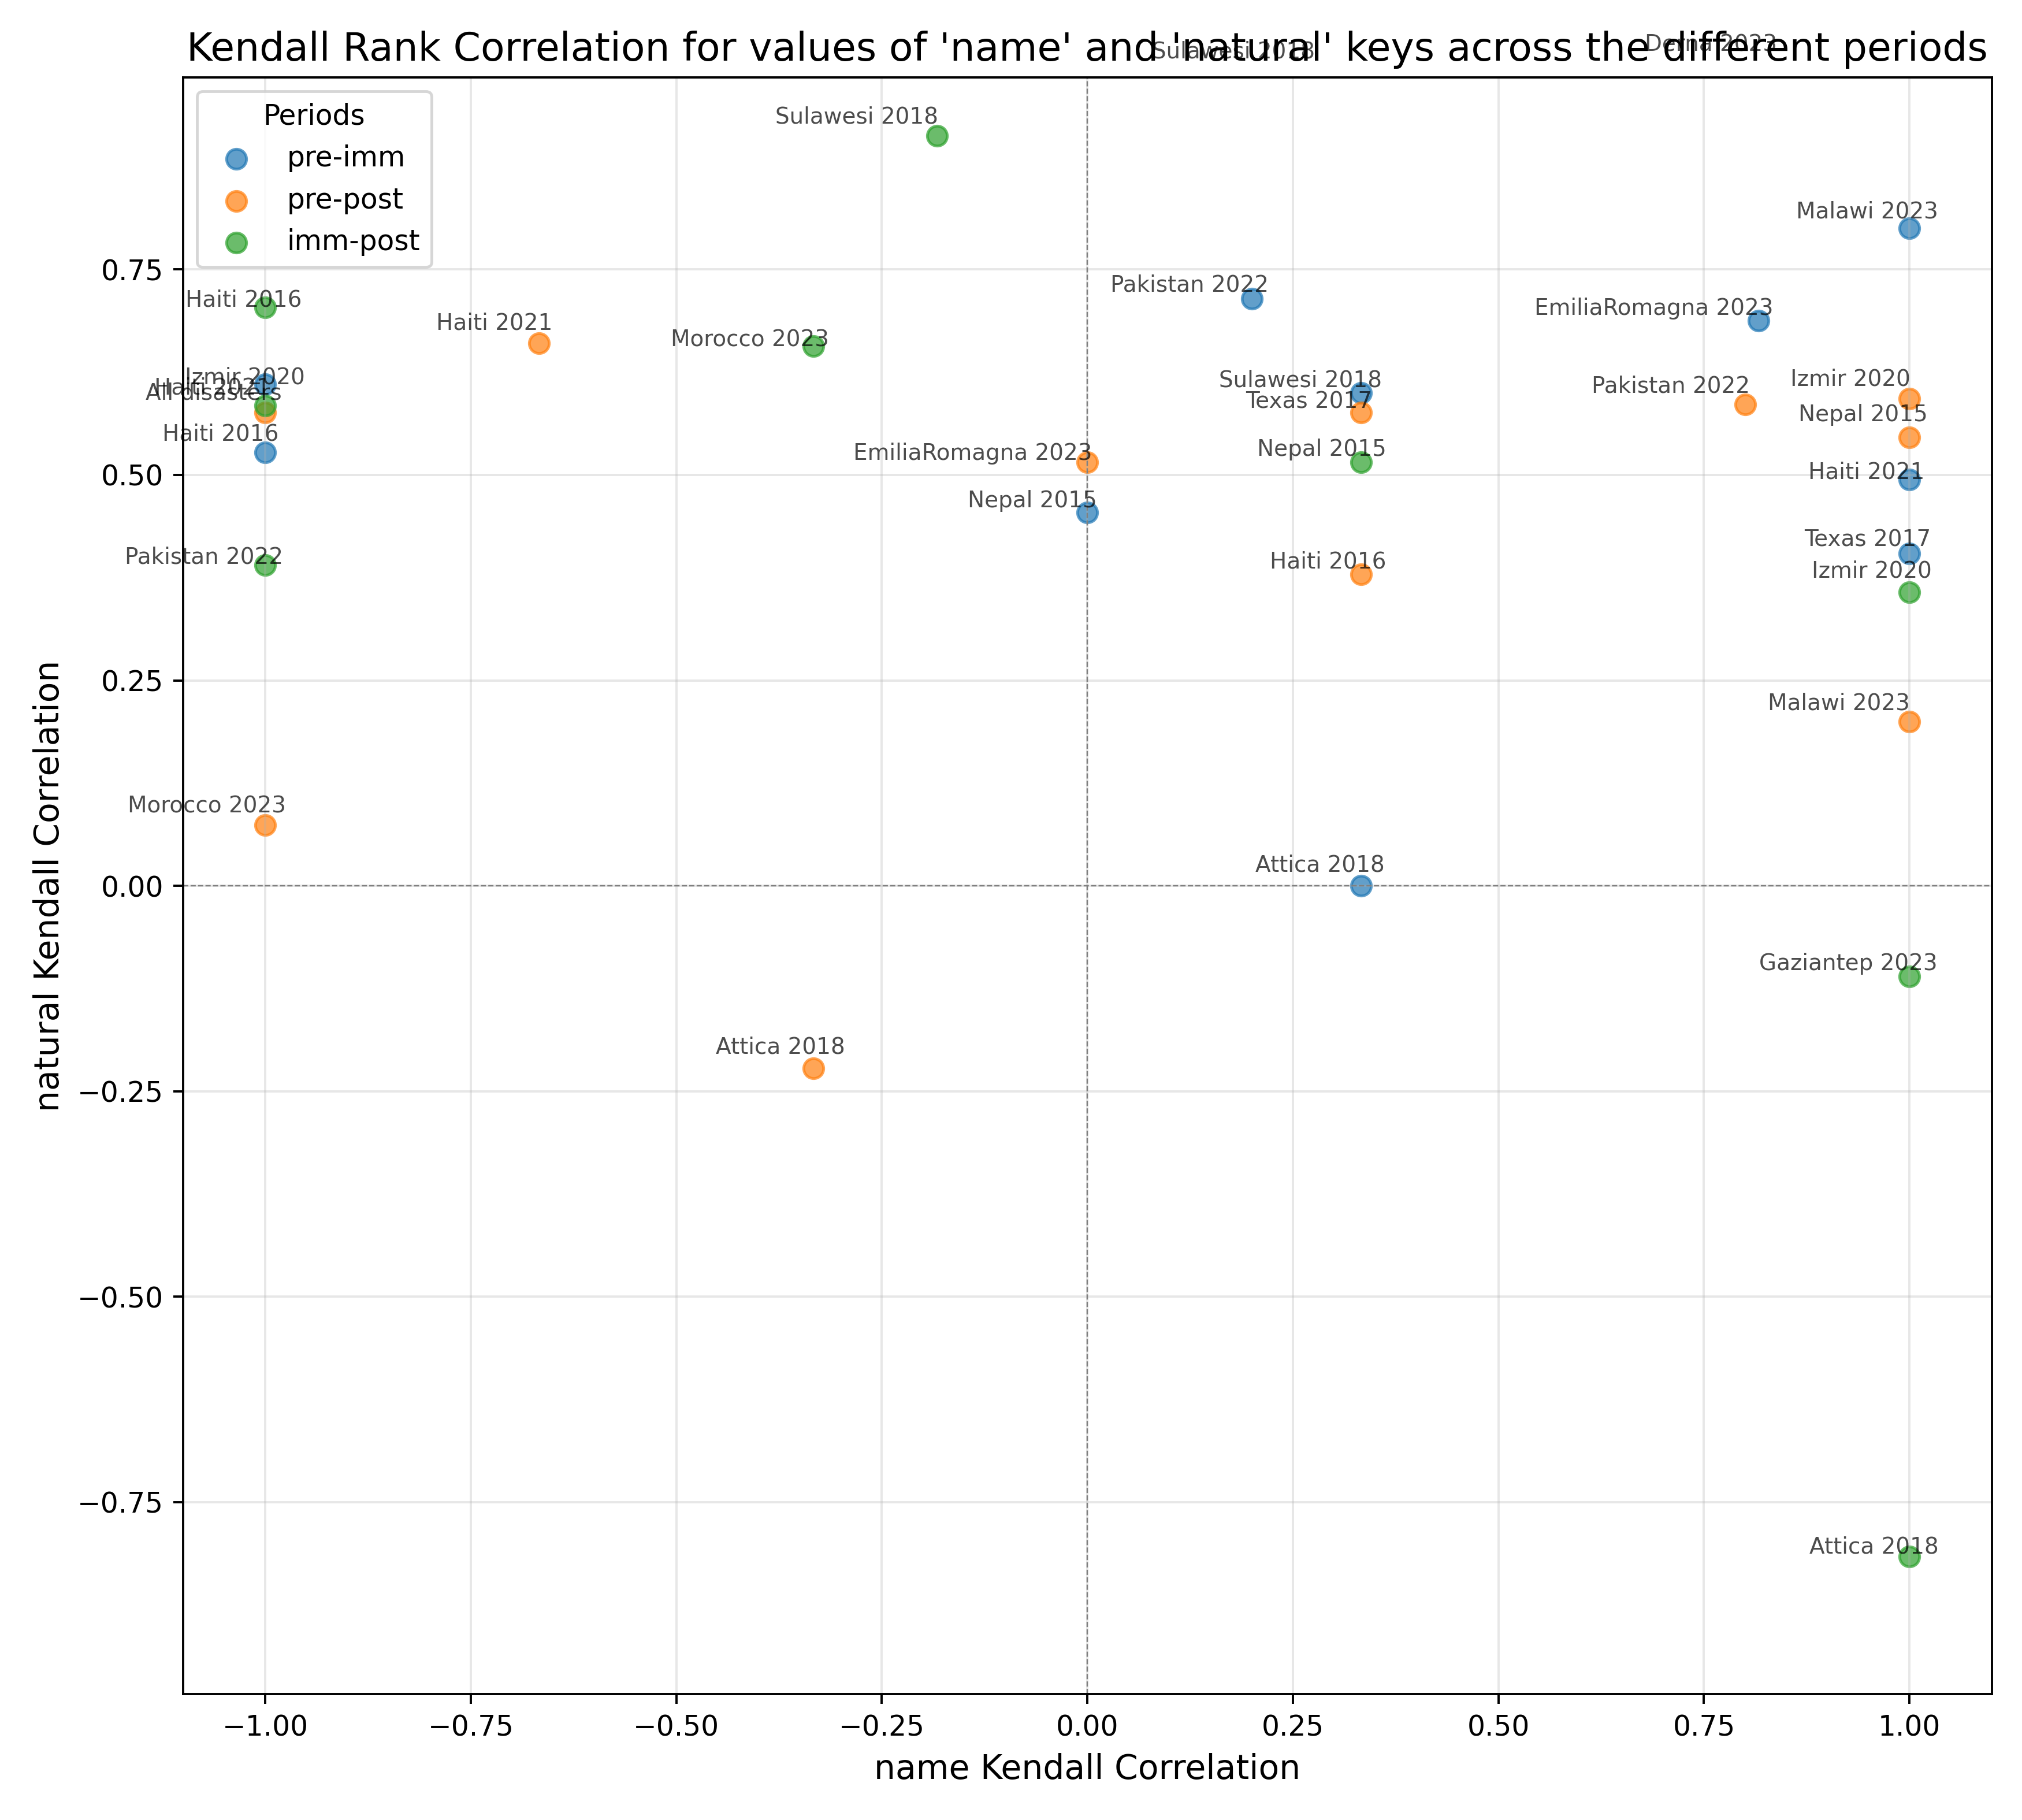 Kendall Rank Correlation for values of 'name' and 'natural' keys across the different periods
Sulawesi 2018
Derna 2023
Periods
pre-imm
pre-post
imm-post
Sulawesi 2018
Malawi 2023
Pakistan 2022
EmiliaRomagna 2023
Haiti 2016
Haiti 2021
Morocco 2023
Izmir 2020
Haiti 2021
All disasters
Haiti 2016
Sulawesi 2018
Texas 2017
Pakistan 2022
Izmir 2020
Nepal 2015
EmiliaRomagna 2023
Nepal 2015
Haiti 2021
Nepal 2015
Pakistan 2022
Haiti 2016
Texas 2017
Izmir 2020
Malawi 2023
Morocco 2023
Attica 2018
Gaziantep 2023
Attica 2018
Attica 2018
0.75
0.50
0.25
0.00
−0.25
−0.50
−0.75
natural Kendall Correlation
−1.00
−0.75
−0.50
−0.25
0.00
0.25
0.50
0.75
1.00
name Kendall Correlation